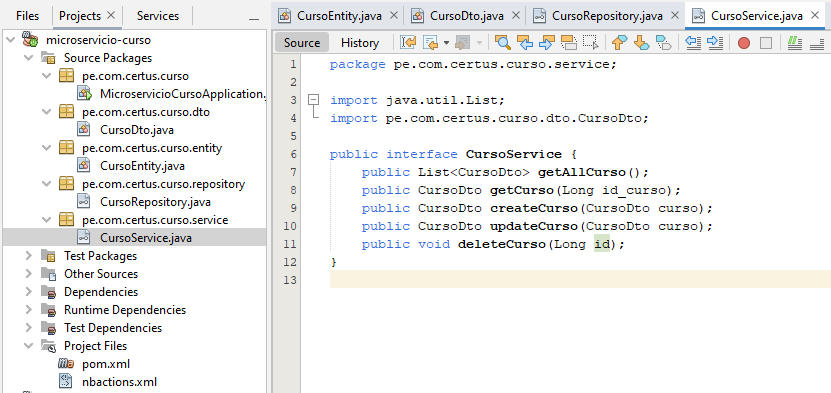 Files Projects Services
microservicio-curso
Source Packages
pe.com.certus.curso
MicroservicioCursoApplication.
pe.com.certus.curso.dto
CursoDto.java
pe.com.certus.curso.entity
CursoEntity.java
pe.com.certus.curso.repository
CursoRepository.java
pe.com.certus.curso.service
CursoService.java
Test Packages
Other Sources
Dependencies
Runtime Dependencies
Test Dependencies
Project Files
pom.xml
nbactions.xml
CursoEntity.java CursoDto.java CursoRepository.java CursoService.java
Source History
1 package pe.com.certus.curso.service;
2
3 import java.util.List;
4 import pe.com.certus.curso.dto.CursoDto;
5
6 public interface CursoService {
7 public List<CursoDto> getAllCurso();
8 public CursoDto getCurso(Long id_curso);
9 public CursoDto createCurso(CursoDto curso);
10 public CursoDto updateCurso(CursoDto curso);
11 public void deleteCurso(Long id);
12 }
13